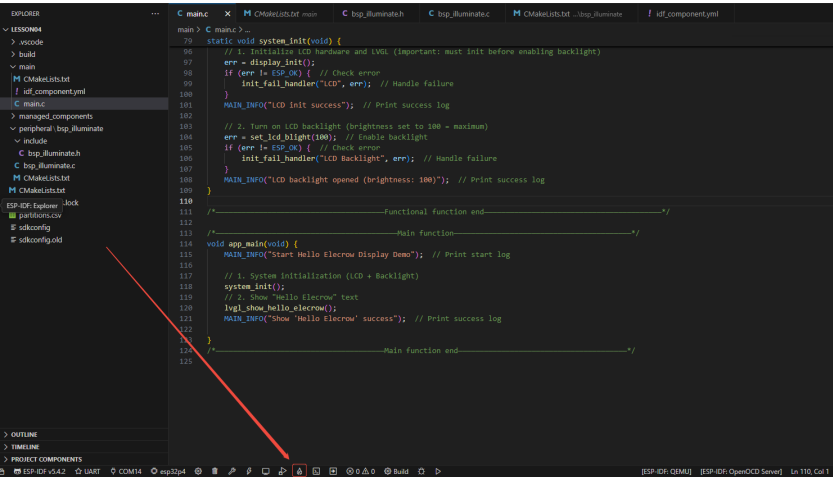 EXPLORER
LESSON04
.vscode
build
main
CMakeLists.txt
idf_component.yml
main.c
managed_components
peripheral \ bsp_illuminate
include
bsp_illuminate.h
bsp_illuminate.c
CMakeLists.txt
CMakeLists.txt
.lock
ESP-IDF: Explorer
partitions.csv
sdkconfig
sdkconfig.old
OUTLINE
TIMELINE
PROJECT COMPONENTS
main.c
CMakeLists.txt main
bsp_illuminate.h
bsp_illuminate.c
CMakeLists.txt ...\bsp_illuminate
idf_component.yml
main > C main.c > ...
79 static void system_init(void) {
96 // 1. Initialize LCD hardware and LVGL (important: must init before enabling backlight)
97 err = display_init();
98 if (err != ESP_OK) { // Check error
99 init_fail_handler("LCD", err); // Handle failure
100 }
101 MAIN_INFO("LCD init success"); // Print success log
102
103 // 2. Turn on LCD backlight (brightness set to 100 = maximum)
104 err = set_lcd_blight(100); // Enable backlight
105 if (err != ESP_OK) { // Check error
106 init_fail_handler("LCD Backlight", err); // Handle failure
107 }
108 MAIN_INFO("LCD backlight opened (brightness: 100)"); // Print success log
109 }
110
111 /*————Functional function end————*/
112
113 /*————Main function————*/
114 void app_main(void) {
115 MAIN_INFO("Start Hello Elecrow Display Demo"); // Print start log
116
117 // 1. System initialization (LCD + Backlight)
118 system_init();
119 // 2. Show "Hello Elecrow" text
120 lvgl_show_hello_elecrow();
121 MAIN_INFO("Show 'Hello Elecrow' success"); // Print success log
122
123 }
124 /*————Main function end————*/
125
ESP-IDF v5.4.2 UART COM14 esp32p4 0 0 Build [ESP-IDF: QEMU] [ESP-IDF: OpenOCD Server] Ln 110, Col 1